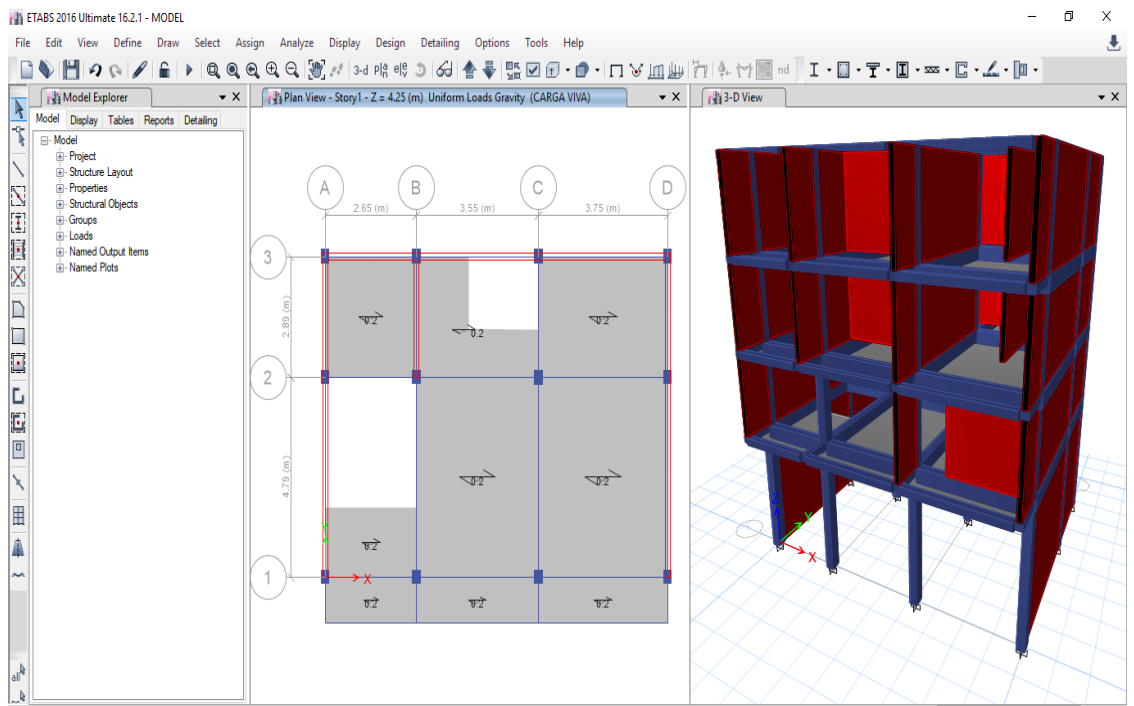 ETABS 2016 Ultimate 16.2.1 - MODEL
File Edit View Define Draw Select Assign Analyze Display Design Detailing Options Tools Help
3-d nd
Model Explorer
Model Display Tables Reports Detailing
Model
Project
Structure Layout
Properties
Structural Objects
Groups
Loads
Named Output Items
Named Plots
all
Plan View - Story1 - Z = 4.25 (m) Uniform Loads Gravity (CARGA VIVA)
A B C D
2.65 (m) 3.55 (m) 3.75 (m)
3
2.89 (m)
0.2 0.2 0.2
2
4.79 (m)
0.2 0.2
Y
0.2
1
X
0.2 0.2 0.2
3-D View
Z
Y
X